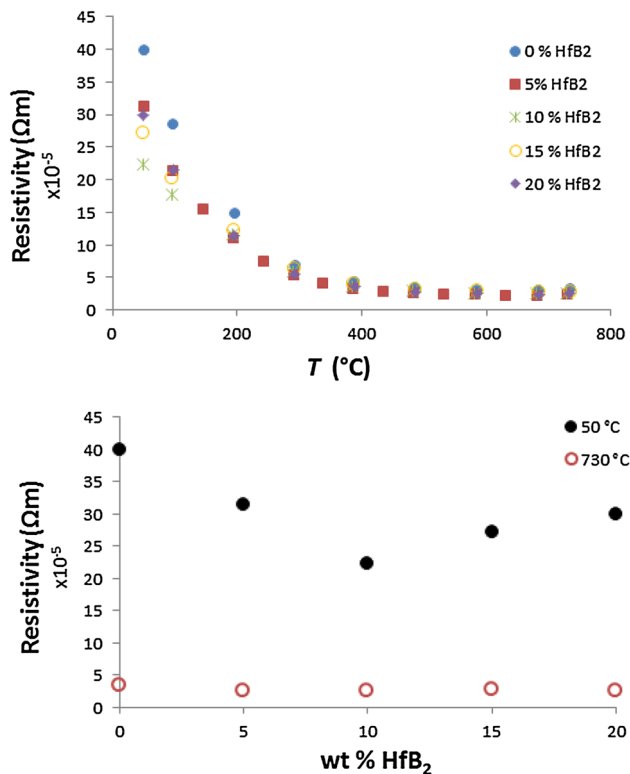 45
40
35
30
25
20
15
10
5
0
Resistivity (Ωm)
x10⁻⁵
0 % HfB2
5% HfB2
10 % HfB2
15 % HfB2
20 % HfB2
0
200
400
600
800
T (°C)
45
40
35
30
25
20
15
10
5
0
Resistivity (Ωm)
x10⁻⁵
50 °C
730 °C
0
5
10
15
20
wt % HfB₂